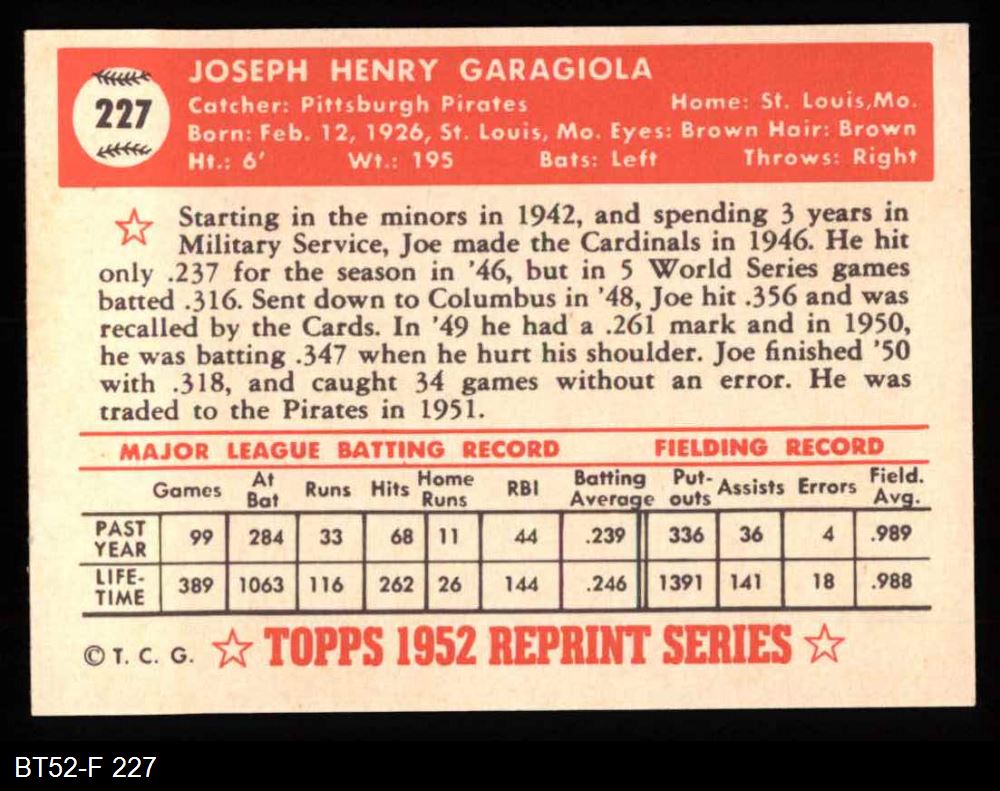 227
JOSEPH HENRY GARAGIOLA
Catcher: Pittsburgh Pirates Home: St. Louis, Mo.
Born: Feb. 12, 1926, St. Louis, Mo. Eyes: Brown Hair: Brown
Ht.: 6' Wt.: 195 Bats: Left Throws: Right
Starting in the minors in 1942, and spending 3 years in
Military Service, Joe made the Cardinals in 1946. He hit
only .237 for the season in '46, but in 5 World Series games
batted .316. Sent down to Columbus in '48, Joe hit .356 and was
recalled by the Cards. In '49 he had a .261 mark and in 1950,
he was batting .347 when he hurt his shoulder. Joe finished '50
with .318, and caught 34 games without an error. He was
traded to the Pirates in 1951.
MAJOR LEAGUE BATTING RECORD FIELDING RECORD
Games At Bat Runs Hits Home Runs RBI Batting Average Put-outs Assists Errors Field. Avg.
PAST YEAR 99 284 33 68 11 44 .239 336 36 4 .989
LIFE-TIME 389 1063 116 262 26 144 .246 1391 141 18 .988
© T. C. G. ☆ TOPPS 1952 REPRINT SERIES ☆
BT52-F 227